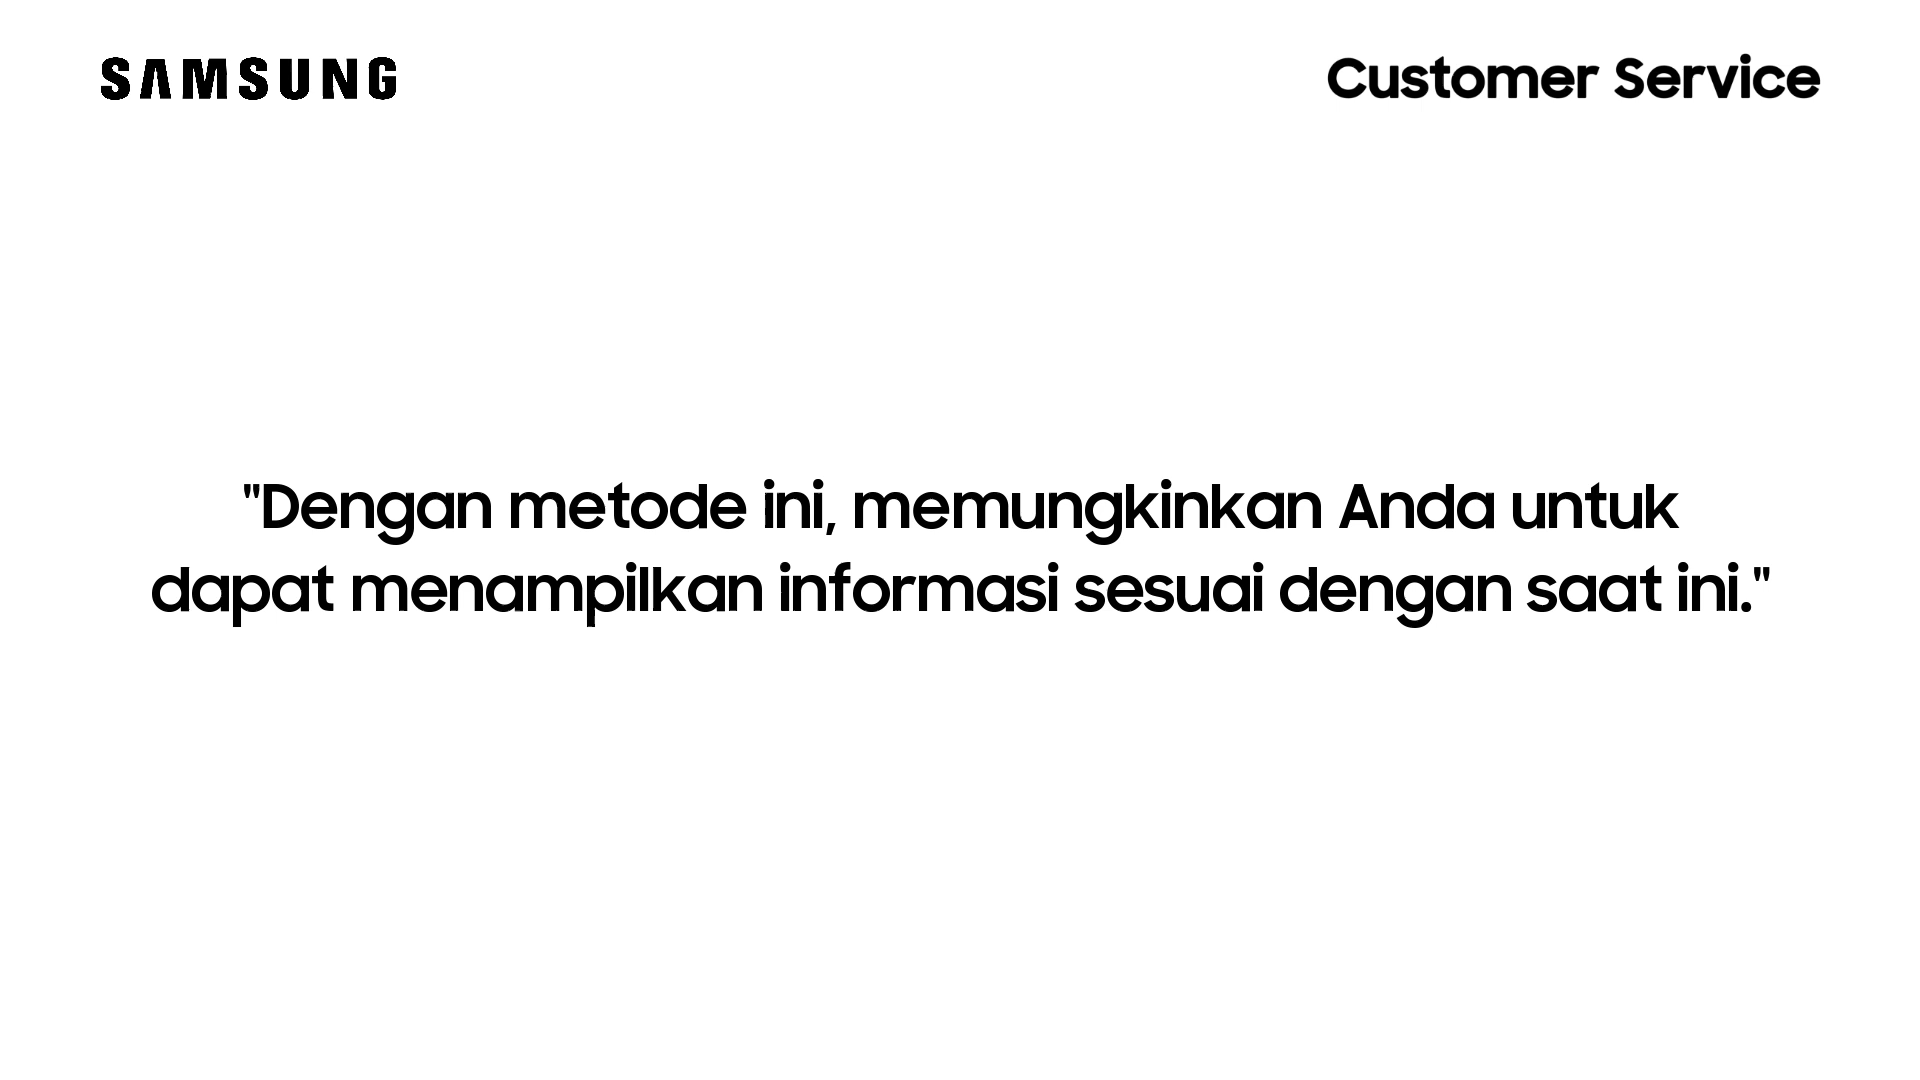 SAMSUNG
Customer Service
"Dengan metode ini, memungkinkan Anda untuk
dapat menampilkan informasi sesuai dengan saat ini."